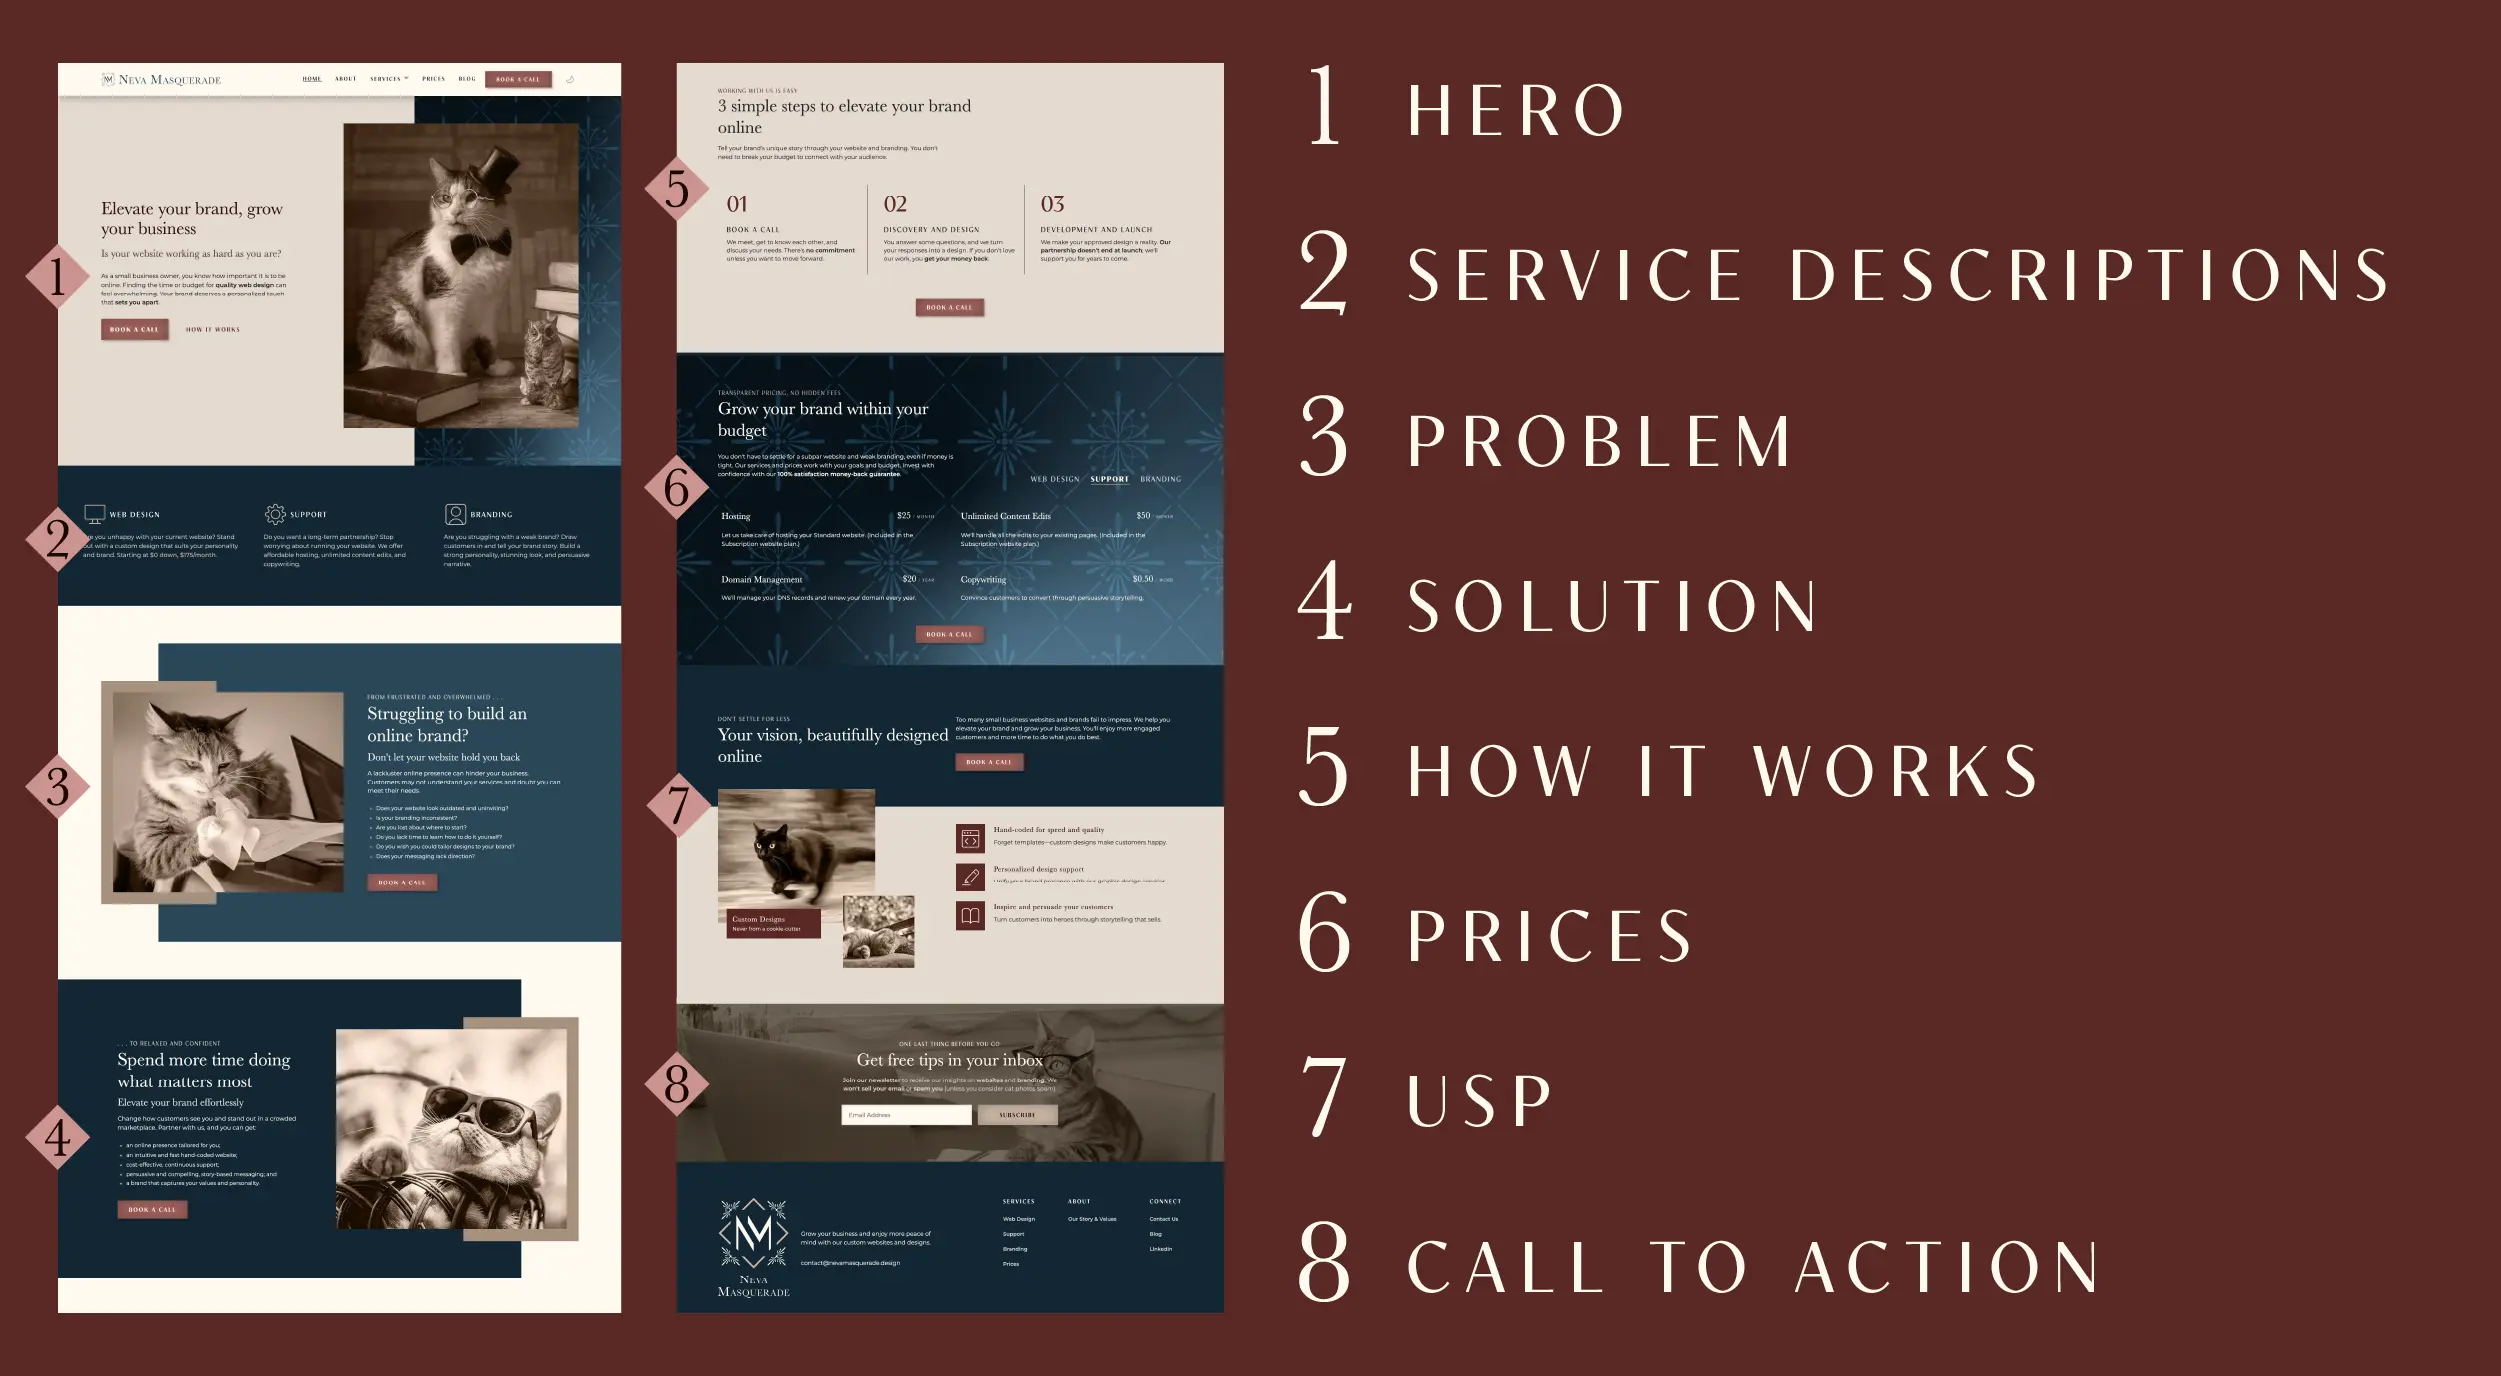 NEVA MASQUERADE
HOME ABOUT SERVICES PRICES BLOG BOOK A CALL
Elevate your brand, grow
your business
Is your website working as hard as you are?
As a small business owner, you know how important it is to be
online. Finding the time or budget for quality web design can
feel overwhelming. Your brand deserves a personalized touch
that sets you apart.
BOOK A CALL HOW IT WORKS
1
2
WEB DESIGN
you unhappy with your current website? Stand
out with a custom design that suits your personality
and brand. Starting at $0 down, $175/month.
SUPPORT
Do you want a long-term partnership? Stop
worrying about running your website. We offer
affordable hosting, unlimited content edits, and
copywriting.
BRANDING
Are you struggling with a weak brand? Draw
customers in and tell your brand story. Build a
strong personality, stunning look, and persuasive
narrative.
3
FROM FRUSTRATED AND OVERWHELMED . . .
Struggling to build an
online brand?
Don't let your website hold you back
A lackluster online presence can hinder your business.
Customers may not understand your services and doubt you can
meet their needs.
Does your website look outdated and uninviting?
Is your branding inconsistent?
Are you lost about where to start?
Do you lack time to learn how to do it yourself?
Do you wish you could tailor designs to your brand?
Does your messaging lack direction?
BOOK A CALL
4
. . . TO RELAXED AND CONFIDENT
Spend more time doing
what matters most
Elevate your brand effortlessly
Change how customers see you and stand out in a crowded
marketplace. Partner with us, and you can get:
an online presence tailored for you;
an intuitive and fast hand-coded website;
cost-effective, continuous support;
persuasive and compelling, story-based messaging; and
a brand that captures your values and personality.
BOOK A CALL
5
WORKING WITH US IS EASY
3 simple steps to elevate your brand
online
Tell your brand's unique story through your website and branding. You don't
need to break your budget to connect with your audience.
01
BOOK A CALL
We meet, get to know each other, and
discuss your needs. There's no commitment
unless you want to move forward.
02
DISCOVERY AND DESIGN
You answer some questions, and we turn
your responses into a design. If you don't love
our work, you get your money back.
03
DEVELOPMENT AND LAUNCH
We make your approved design a reality. Our
partnership doesn't end at launch; we'll
support you for years to come.
BOOK A CALL
6
TRANSPARENT PRICING, NO HIDDEN FEES
Grow your brand within your
budget
You don't have to settle for a subpar website and weak branding, even if money is
tight. Our services and prices work with your goals and budget. Invest with
confidence with our 100% satisfaction money-back guarantee.
WEB DESIGN SUPPORT BRANDING
Hosting $25 / MONTH
Let us take care of hosting your Standard website. (Included in the
Subscription website plan.)
Unlimited Content Edits $50 / MONTH
We'll handle all the edits to your existing pages. (Included in the
Subscription website plan.)
Domain Management $20 / YEAR
We'll manage your DNS records and renew your domain every year.
Copywriting $0.50 / WORD
Convince customers to convert through persuasive storytelling.
BOOK A CALL
7
DON'T SETTLE FOR LESS
Your vision, beautifully designed
online
Too many small business websites and brands fail to impress. We help you
elevate your brand and grow your business. You'll enjoy more engaged
customers and more time to do what you do best.
BOOK A CALL
Custom Designs
Never from a cookie-cutter.
Hand-coded for speed and quality
Forget templates—custom designs make customers happy.
Personalized design support
Inspire and persuade your customers
Turn customers into heroes through storytelling that sells.
8
ONE LAST THING BEFORE YOU GO
Get free tips in your inbox
Join our newsletter to receive our insights on websites and branding. We
won't sell your email or spam you (unless you consider cat photos spam).
Email Address SUBSCRIBE
NM
NEVA
MASQUERADE
Grow your business and enjoy more peace of
mind with our custom websites and designs.
contact@nevamasquerade.design
SERVICES
Web Design
Support
Branding
Prices
ABOUT
Our Story & Values
CONNECT
Contact Us
Blog
LinkedIn
1 HERO
2 SERVICE DESCRIPTIONS
3 PROBLEM
4 SOLUTION
5 HOW IT WORKS
6 PRICES
7 USP
8 CALL TO ACTION